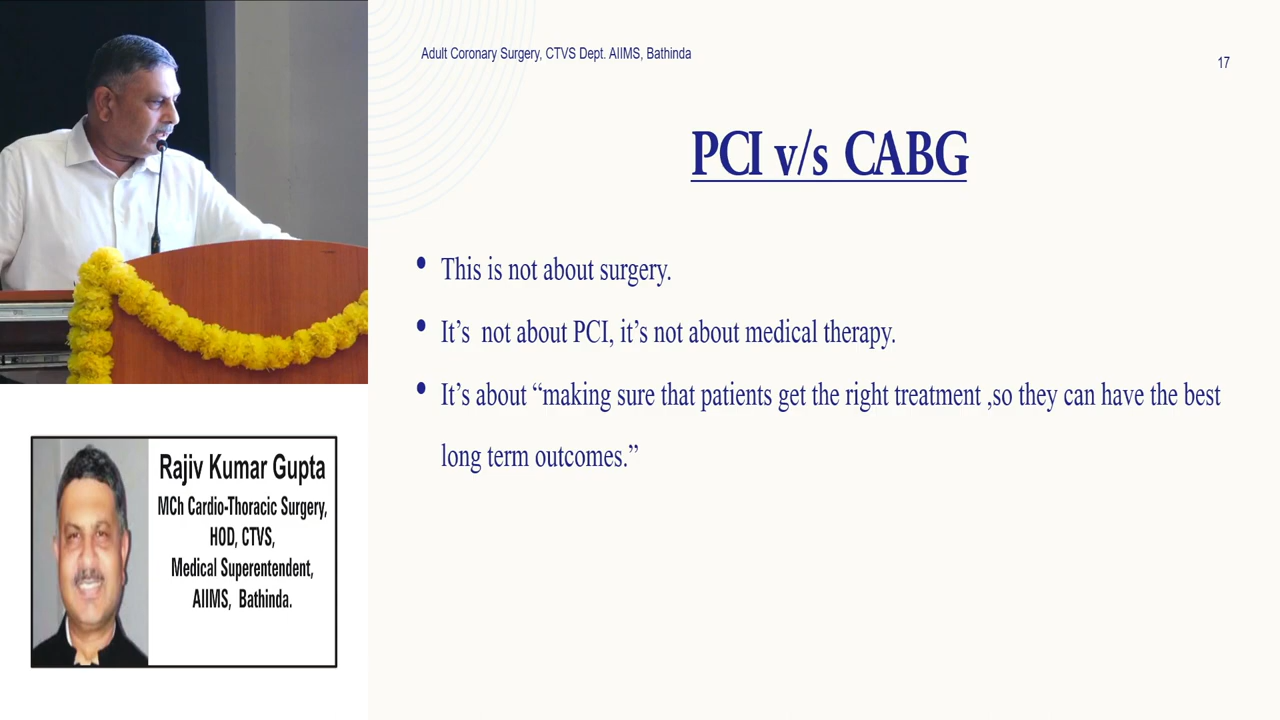 Adult Coronary Surgery, CTVS Dept. AIIMS, Bathinda
17
PCI v/s CABG
• This is not about surgery.
• It’s not about PCI, it’s not about medical therapy.
• It’s about “making sure that patients get the right treatment ,so they can have the best
long term outcomes.”
Rajiv Kumar Gupta
MCh Cardio-Thoracic Surgery,
HOD, CTVS,
Medical Superentendent,
AIIMS, Bathinda.